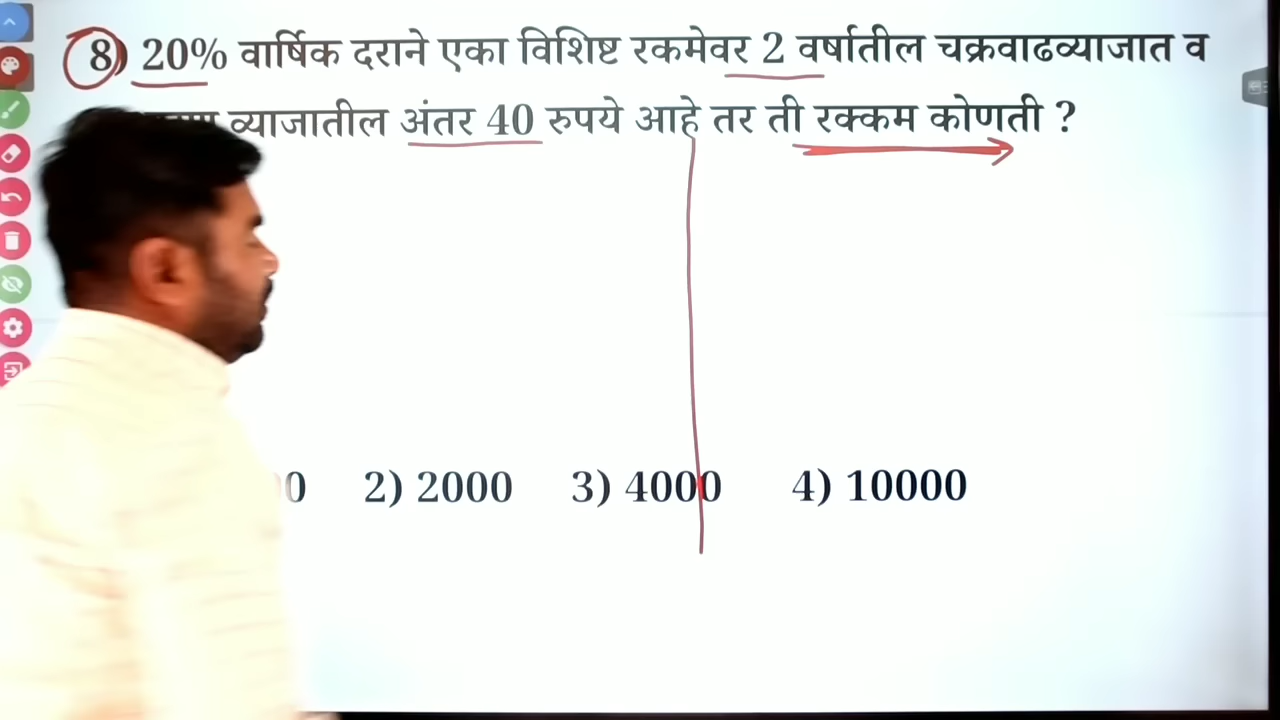 8) 20% वार्षिक दराने एका विशिष्ट रकमेवर 2 वर्षातील चक्रवाढव्याजात व
व्याजातील अंतर 40 रुपये आहे तर ती रक्कम कोणती ?
2) 2000 3) 4000 4) 10000